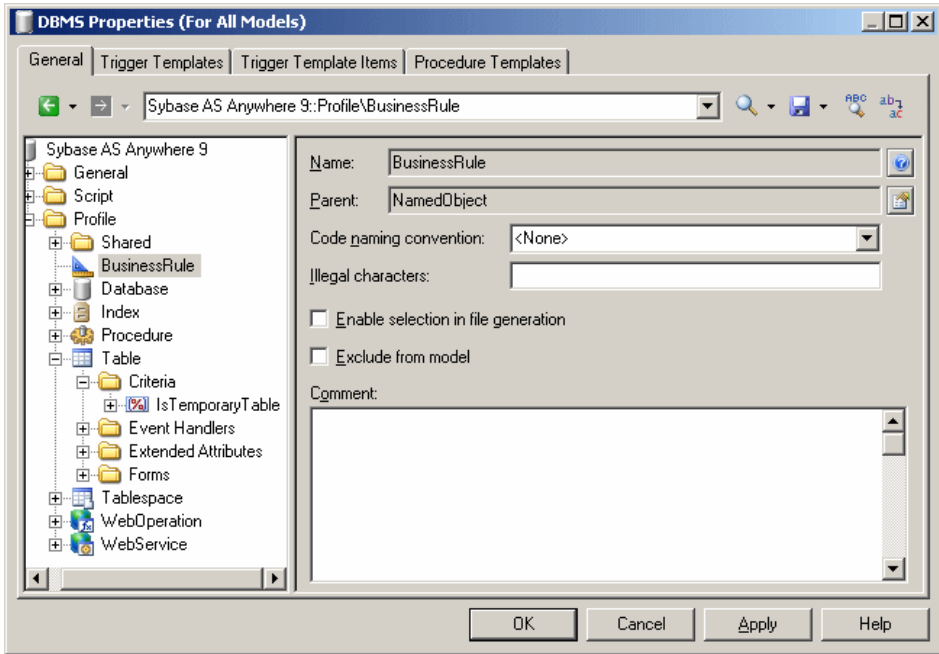 DBMS Properties (For All Models)
General Trigger Templates Trigger Template Items Procedure Templates
Sybase AS Anywhere 9::Profile\BusinessRule
ABC
ab
ac
Sybase AS Anywhere 9
General
Script
Profile
Shared
BusinessRule
Database
Index
Procedure
Table
Criteria
IsTemporaryTable
Event Handlers
Extended Attributes
Forms
Tablespace
WebOperation
WebService
Name: BusinessRule
Parent: NamedObject
Code naming convention: <None>
Illegal characters:
Enable selection in file generation
Exclude from model
Comment:
OK Cancel Apply Help